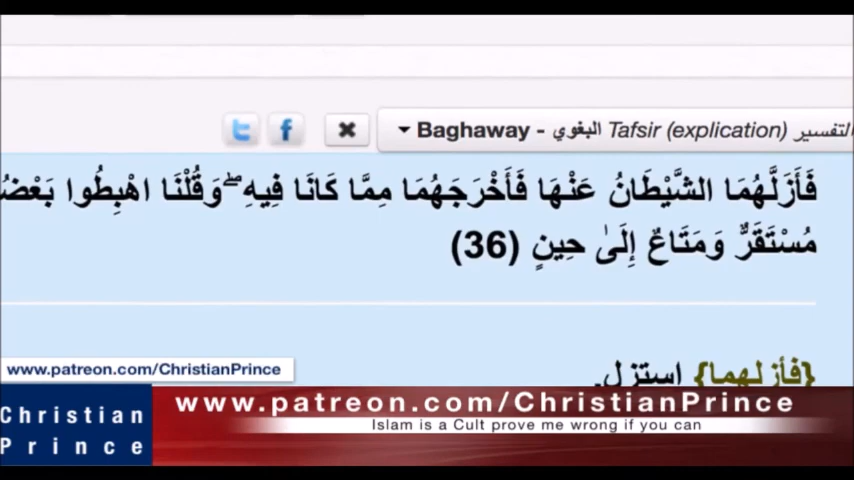 Baghaway - البغوي Tafsir (explication) التفسير
فَأَزَلَّهُمَا الشَّيْطَانُ عَنْهَا فَأَخْرَجَهُمَا مِمَّا كَانَا فِيهِ ۖ وَقُلْنَا اهْبِطُوا
مُسْتَقَرٌّ وَمَتَاعٌ إِلَىٰ حِينٍ (36)
{فأزلهما} استزل
www.patreon.com/ChristianPrince
Christian Prince
www.patreon.com/ChristianPrince
Islam is a Cult prove me wrong if you can